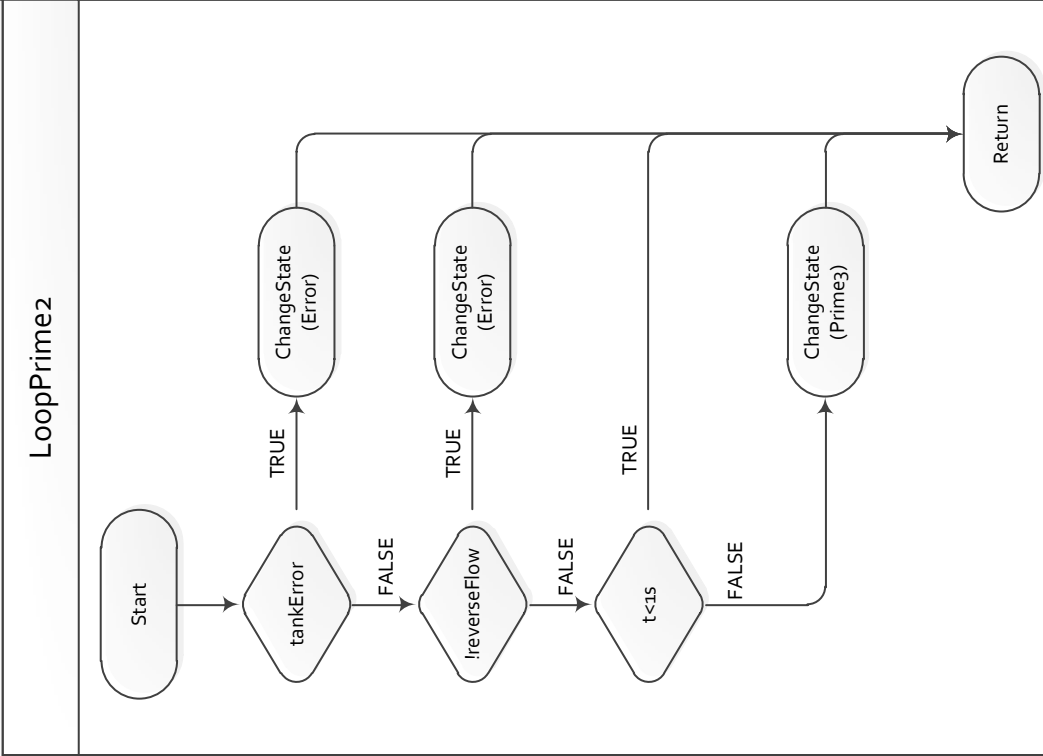 LoopPrime2
Start
tankError
TRUE
ChangeState
(Error)
FALSE
!reverseFlow
TRUE
ChangeState
(Error)
FALSE
t<1s
TRUE
FALSE
ChangeState
(Prime3)
Return